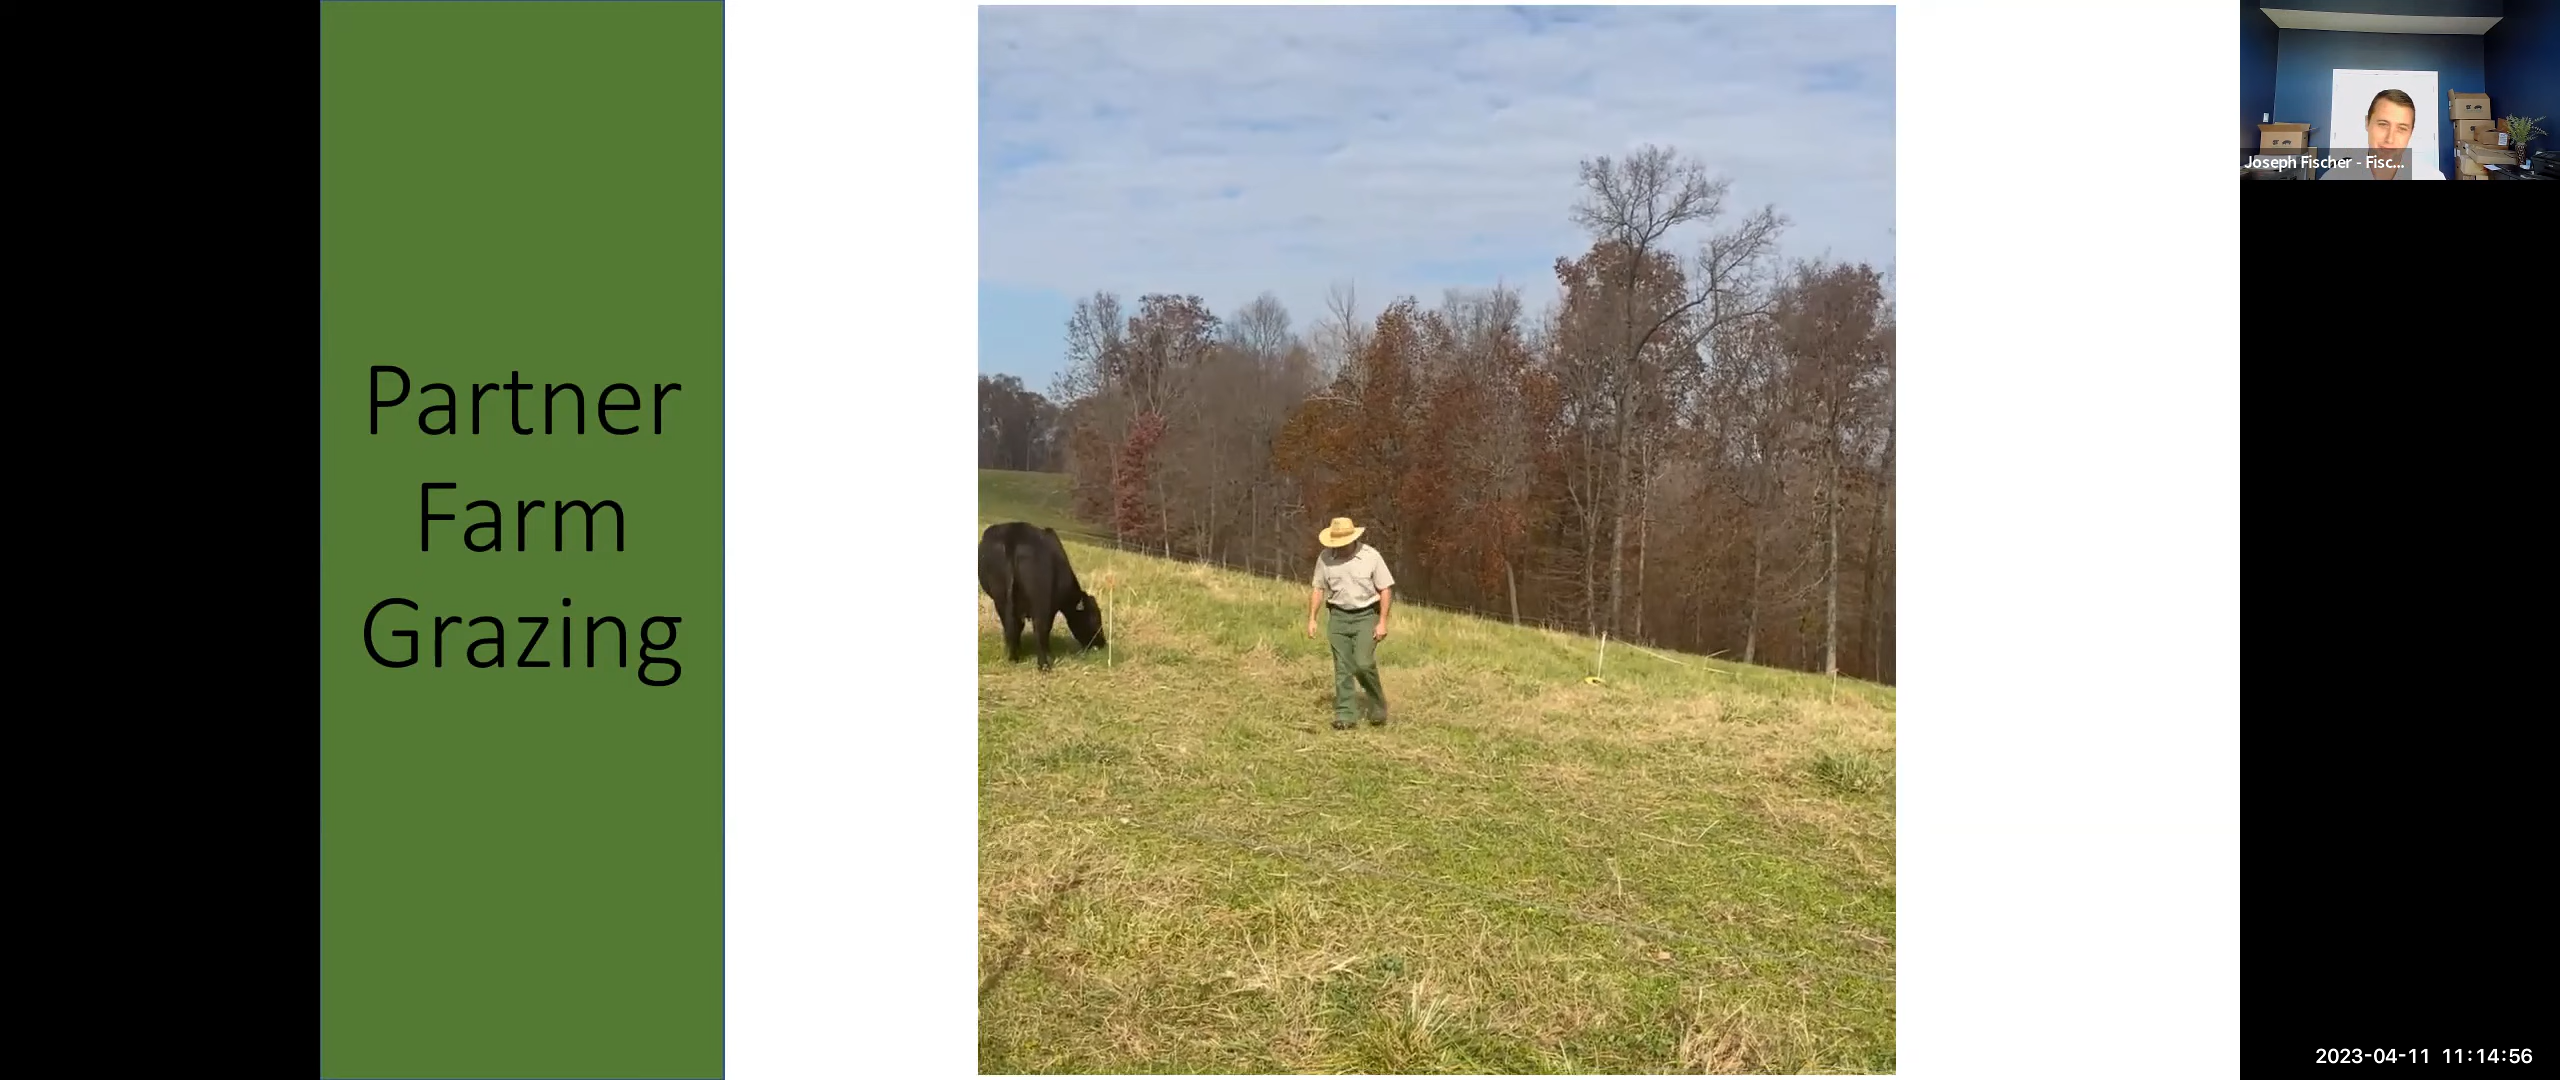 Partner
Farm
Grazing
Joseph Fischer - Fisc...
2023-04-11 11:14:56